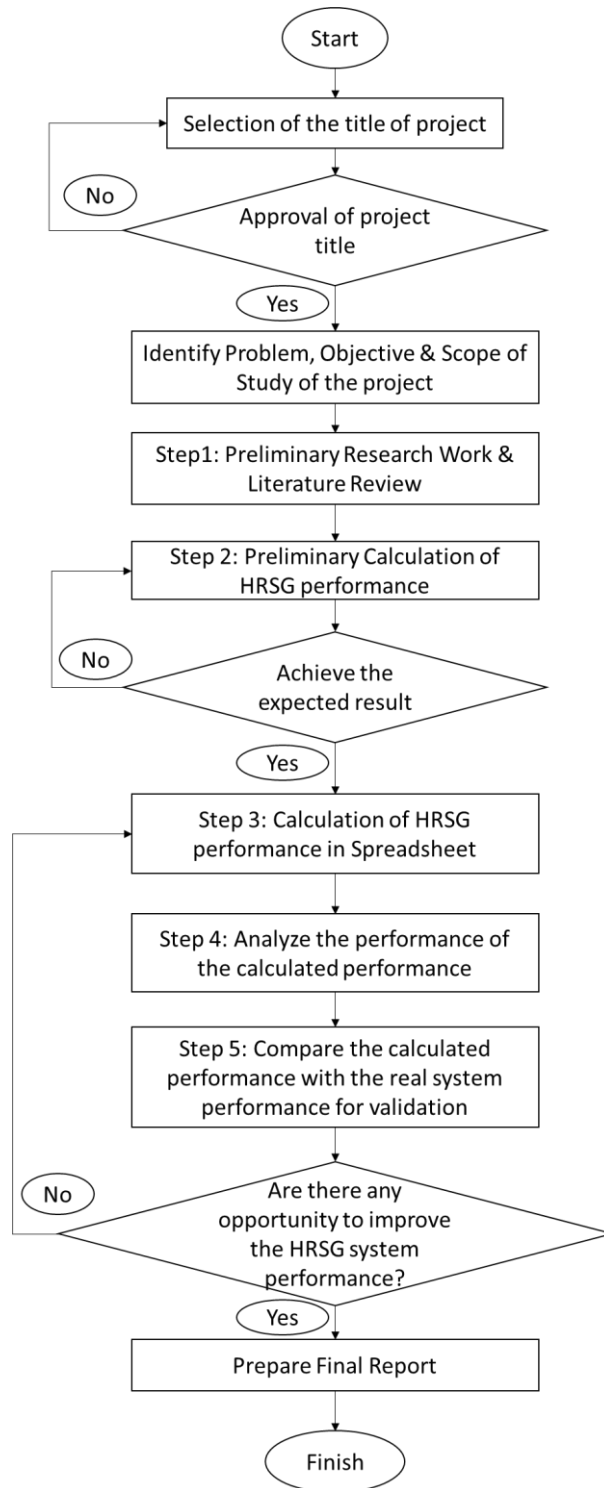 Start
Selection of the title of project
No
Approval of project
title
Yes
Identify Problem, Objective & Scope of
Study of the project
Step1: Preliminary Research Work &
Literature Review
Step 2: Preliminary Calculation of
HRSG performance
No
Achieve the
expected result
Yes
Step 3: Calculation of HRSG
performance in Spreadsheet
Step 4: Analyze the performance of
the calculated performance
Step 5: Compare the calculated
performance with the real system
performance for validation
No
Are there any
opportunity to improve
the HRSG system
performance?
Yes
Prepare Final Report
Finish